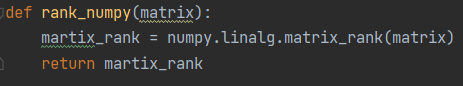 def rank_numpy(matrix):
    martix_rank = numpy.linalg.matrix_rank(matrix)
    return martix_rank